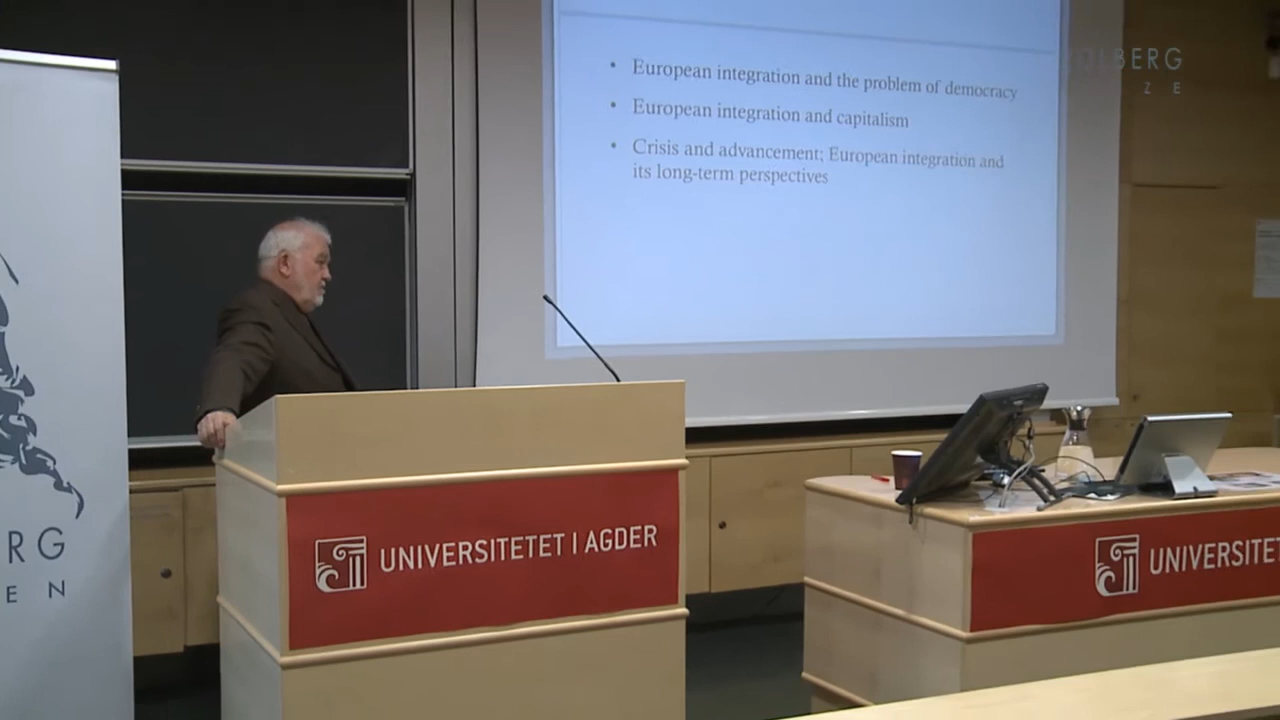 • European integration and the problem of democracy
• European integration and capitalism
• Crisis and advancement; European integration and
its long-term perspectives
OLBERG
Z E
RG
E N
UNIVERSITETET I AGDER
UNIVERSITET